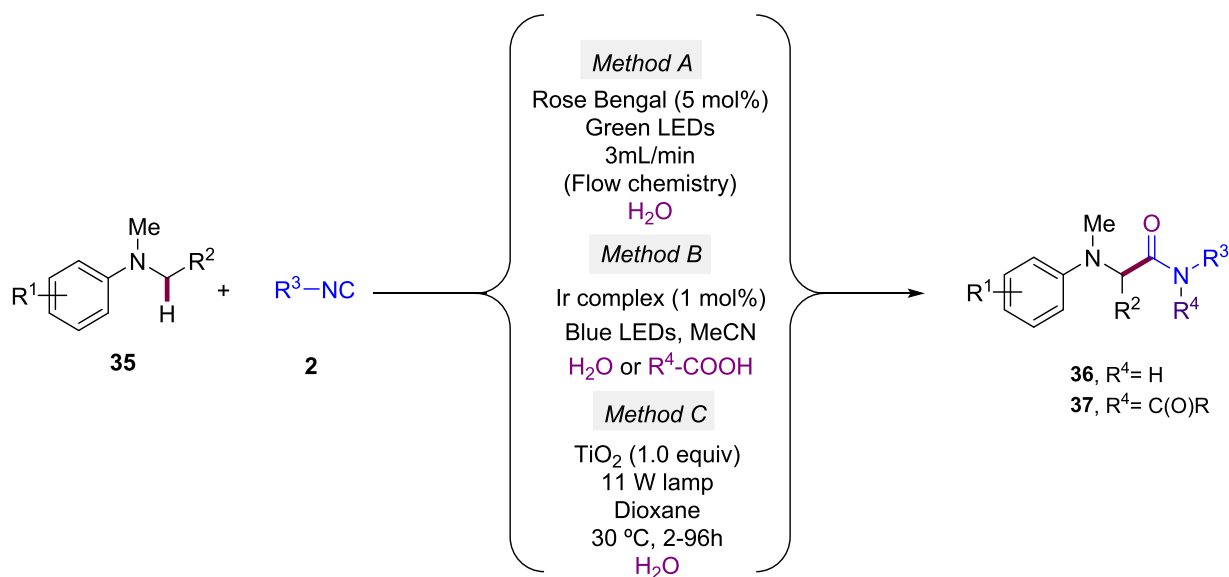 Me
N
R²
R¹
H
35
+
R³–NC
2
Method A
Rose Bengal (5 mol%)
Green LEDs
3mL/min
(Flow chemistry)
H₂O
Method B
Ir complex (1 mol%)
Blue LEDs, MeCN
H₂O or R⁴-COOH
Method C
TiO₂ (1.0 equiv)
11 W lamp
Dioxane
30 ºC, 2-96h
H₂O
Me
O
N
N
R³
R¹
R²
R⁴
36, R⁴= H
37, R⁴= C(O)R